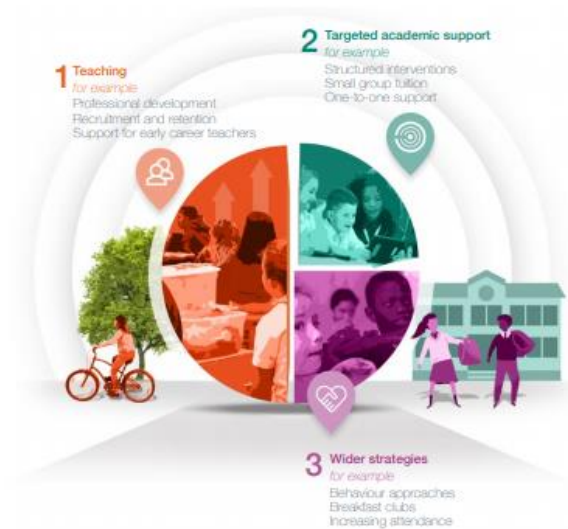 1 Teaching
for example
Professional development
Recruitment and retention
Support for early career teachers
2 Targeted academic support
for example
Structured interventions
Small group tuition
One-to-one support
3 Wider strategies
for example
Behaviour approaches
Breakfast clubs
Increasing attendance